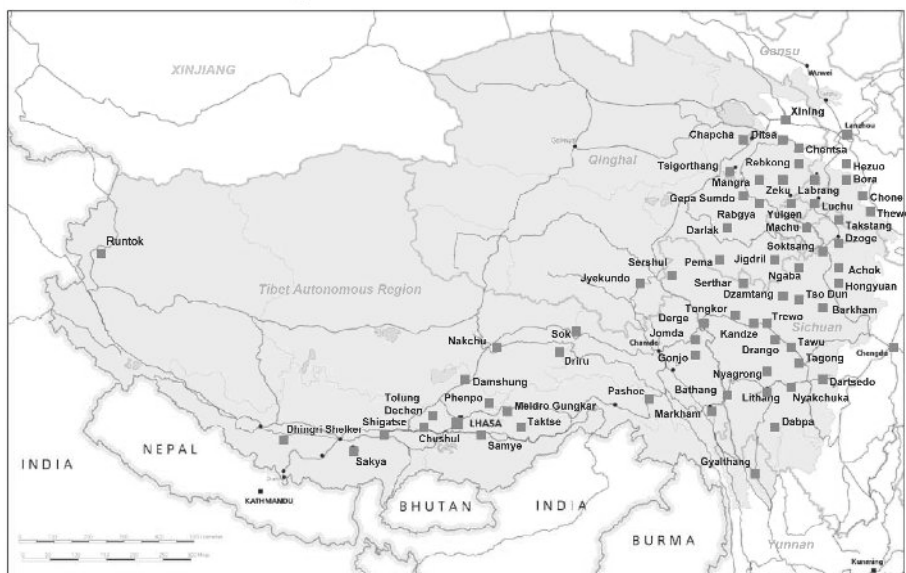 Gansu
XINJIANG
Wuwei
Xining
Lanzhou
Chapcha
Ditsa
Chentsa
Golmud
Qinghai
Rebkong
Hezuo
Tsigorthang
Bora
Mangra
Zeku
Labrang
Gepa Sumdo
Chone
Luchu
Rabgya
Yulgen
Thewo
Machu
Takstang
Darlak
Dzoge
Runtok
Soktsang
Sershul
Pema
Jigdril
Achok
Ngaba
Jyekundo
Serthar
Hongyuan
Tibet Autonomous Region
Dzamtang
Tso Dun
Barkham
Tongkor
Trewo
Derge
Sichuan
Sok
Jomda
Kandze
Nakchu
Chamdo
Drango
Tawu
Chengdu
Driru
Gonjo
Tagong
Nyagrong
Damshung
Dartsedo
Bathang
Tolung
Dechen
Phenpo
Pashoe
Lithang
Nyakchuka
Meldro Gungkar
Markham
Shigatse
LHASA
Taktse
Dabpa
Dhingri Shelker
Chushul
Samye
NEPAL
Sakya
Gyalthang
INDIA
KATHMANDU
BHUTAN
INDIA
BURMA
Yunnan
Kunming